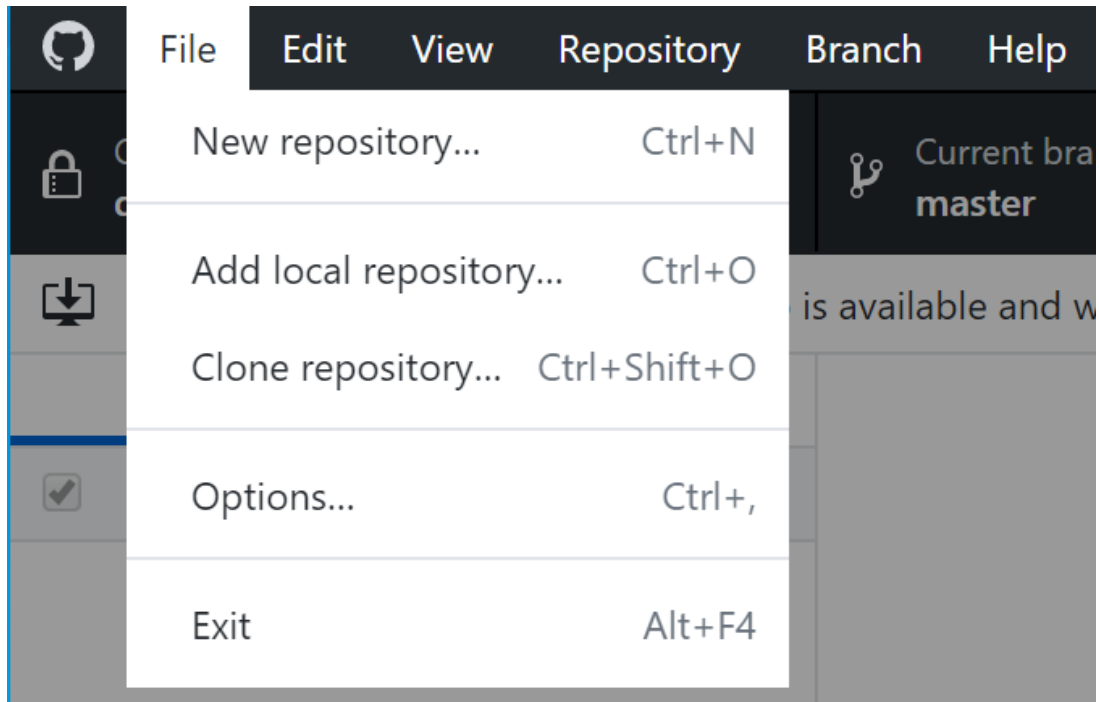 File Edit View Repository Branch Help
New repository... Ctrl+N
Current bra
master
Add local repository... Ctrl+O
is available and w
Clone repository... Ctrl+Shift+O
Options... Ctrl+,
Exit Alt+F4